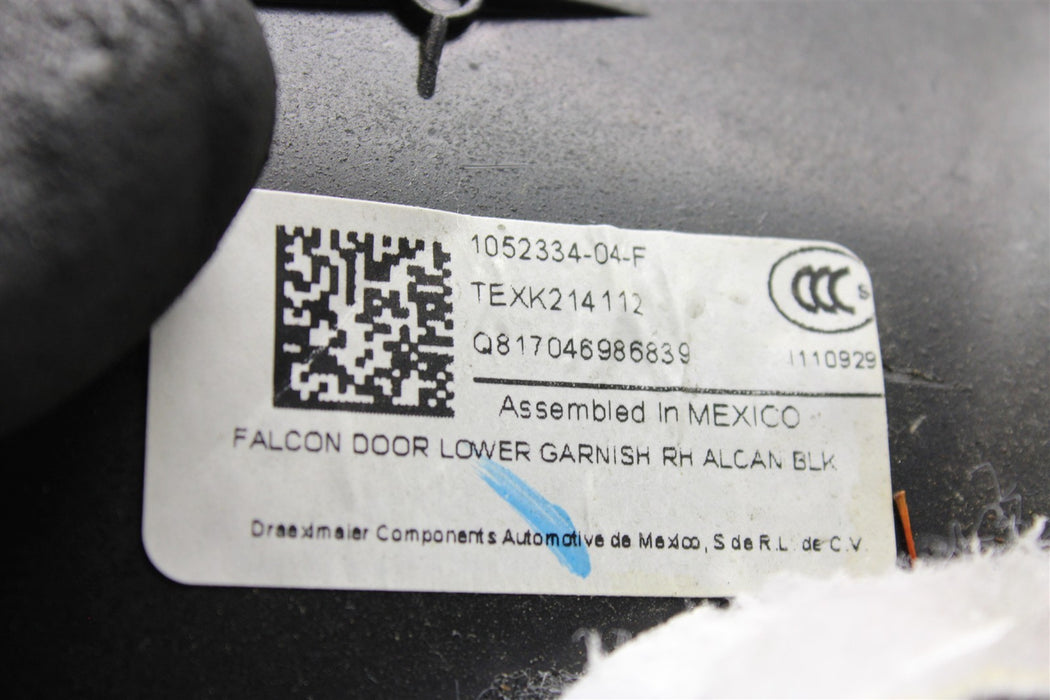 1052334-04-F
TEXK214112
Q817046986839
CCC S
I110929
Assembled In MEXICO
FALCON DOOR LOWER GARNISH RH ALCAN BLK
Draexlmaier Components Automotive de Mexico, S de R.L. de C.V